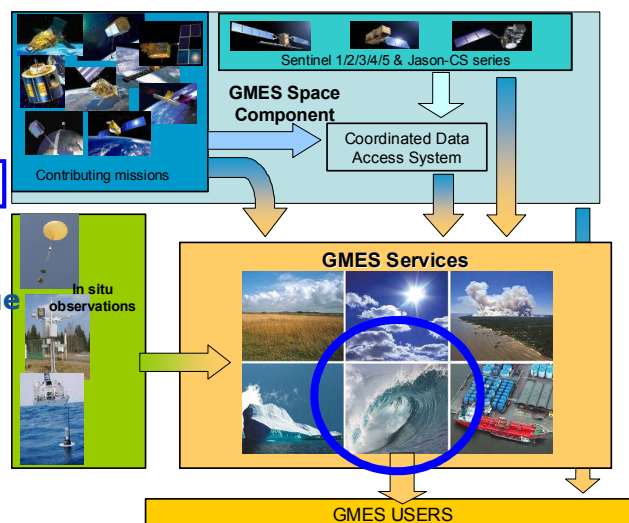 Sentinel 1/2/3/4/5 & Jason-CS series
GMES Space
Component
Coordinated Data
Access System
Contributing missions
GMES Services
In situ
observations
GMES USERS